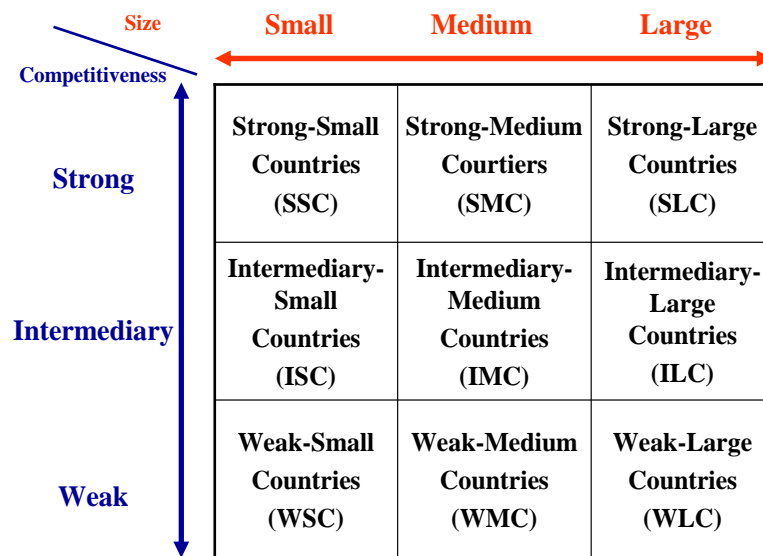 Size
Small Medium Large
Competitiveness
Strong
Strong-Small
Countries
(SSC)
Strong-Medium
Courtiers
(SMC)
Strong-Large
Countries
(SLC)
Intermediary
Intermediary-
Small
Countries
(ISC)
Intermediary-
Medium
Countries
(IMC)
Intermediary-
Large
Countries
(ILC)
Weak
Weak-Small
Countries
(WSC)
Weak-Medium
Countries
(WMC)
Weak-Large
Countries
(WLC)